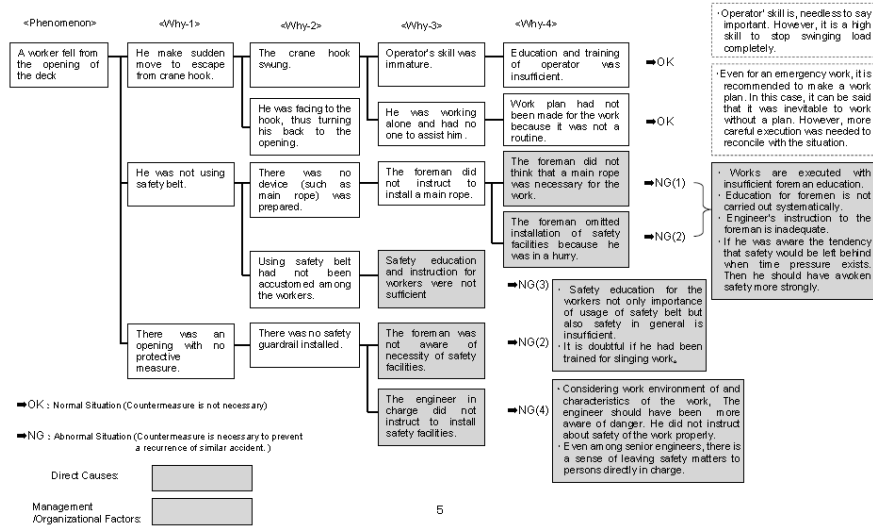 <Phenomenon>
<Why-1>
<Why-2>
<Why-3>
<Why-4>
A worker fell from
the opening of
the deck
He make sudden
move to escape
from crane hook.
The crane hook
swung.
Operator's skill was
immature.
Education and training
of operator was
insufficient.
➡OK
・Operator' skill is, needless to say
important. However, it is a high
skill to stop swinging load
completely.
He was facing to the
hook, thus turning
his back to the
opening.
He was working
alone and had no
one to assist him.
Work plan had not
been made for the work
because it was not a
routine.
➡OK
・Even for an emergency work, it is
recommended to make a work
plan. In this case, it can be said
that it was inevitable to work
without a plan. However, more
careful execution was needed to
reconcile with the situation.
He was not using
safety belt.
There was no
device (such as
main rope) was
prepared.
The foreman did
not instruct to
install a main rope.
The foreman did not
think that a main rope
was necessary for the
work.
➡NG(1)
The foreman omitted
installation of safety
facilities because he
was in a hurry.
➡NG(2)
・Works are executed with
insufficient foreman education.
・Education for foremen is not
carried out systematically.
・Engineer's instruction to the
foreman is inadequate.
・If he was aware the tendency
that safety would be left behind
when time pressure exists.
Then he should have awoken
safety more strongly.
Using safety belt
had not been
accustomed among
the workers.
Safety education
and instruction for
workers were not
sufficient
➡NG(3)
・Safety education for the
workers not only importance
of usage of safety belt but
also safety in general is
insufficient.
・It is doubtful if he had been
trained for slinging work.
There was an
opening with no
protective
measure.
There was no safety
guardrail installed.
The foreman was
not aware of
necessity of safety
facilities.
➡NG(2)
The engineer in
charge did not
instruct to install
safety facilities.
➡NG(4)
・Considering work environment of and
characteristics of the work, The
engineer should have been more
aware of danger. He did not instruct
about safety of the work properly.
・Even among senior engineers, there is
a sense of leaving safety matters to
persons directly in charge.
➡OK : Normal Situation (Countermeasure is not necessary)
➡NG : Abnormal Situation (Countermeasure is necessary to prevent
a recurrence of similar accident.)
Direct Causes:
Management
/Organizational Factors:
5